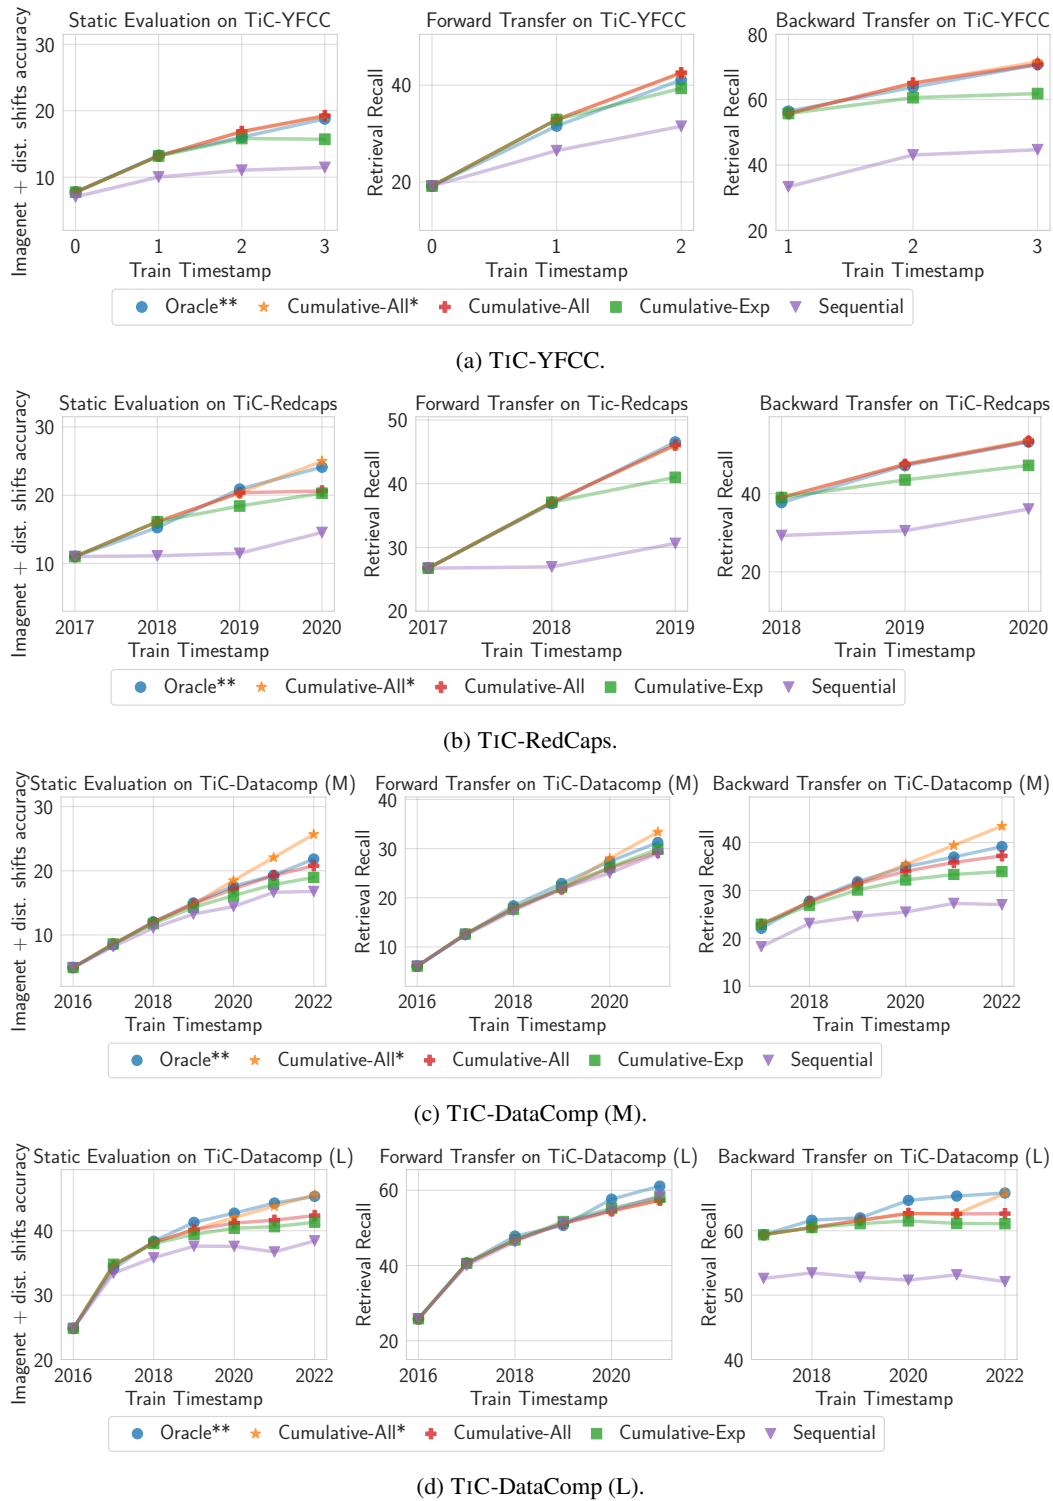 Static Evaluation on TiC-YFCC
Forward Transfer on TiC-YFCC
Backward Transfer on TiC-YFCC
Imagenet + dist. shifts accuracy
30
20
10
0 1 2 3
Train Timestamp
Retrieval Recall
40
20
0 1 2
Train Timestamp
Retrieval Recall
80
60
40
20
1 2 3
Train Timestamp
Oracle** Cumulative-All* Cumulative-All Cumulative-Exp Sequential
(a) TIC-YFCC.
Static Evaluation on TiC-Redcaps
Forward Transfer on Tic-Redcaps
Backward Transfer on TiC-Redcaps
Imagenet + dist. shifts accuracy
30
20
10
2017 2018 2019 2020
Train Timestamp
Retrieval Recall
50
40
30
20
2017 2018 2019
Train Timestamp
Retrieval Recall
40
20
2018 2019 2020
Train Timestamp
Oracle** Cumulative-All* Cumulative-All Cumulative-Exp Sequential
(b) TIC-RedCaps.
Static Evaluation on TiC-Datacomp (M)
Forward Transfer on TiC-Datacomp (M)
Backward Transfer on TiC-Datacomp (M)
Imagenet + dist. shifts accuracy
30
20
10
2016 2018 2020 2022
Train Timestamp
Retrieval Recall
40
30
20
10
2016 2018 2020
Train Timestamp
Retrieval Recall
40
30
20
10
2018 2020 2022
Train Timestamp
Oracle** Cumulative-All* Cumulative-All Cumulative-Exp Sequential
(c) TIC-DataComp (M).
Static Evaluation on TiC-Datacomp (L)
Forward Transfer on TiC-Datacomp (L)
Backward Transfer on TiC-Datacomp (L)
Imagenet + dist. shifts accuracy
40
30
20
2016 2018 2020 2022
Train Timestamp
Retrieval Recall
60
40
20
2016 2018 2020
Train Timestamp
Retrieval Recall
60
50
40
2018 2020 2022
Train Timestamp
Oracle** Cumulative-All* Cumulative-All Cumulative-Exp Sequential
(d) TIC-DataComp (L).